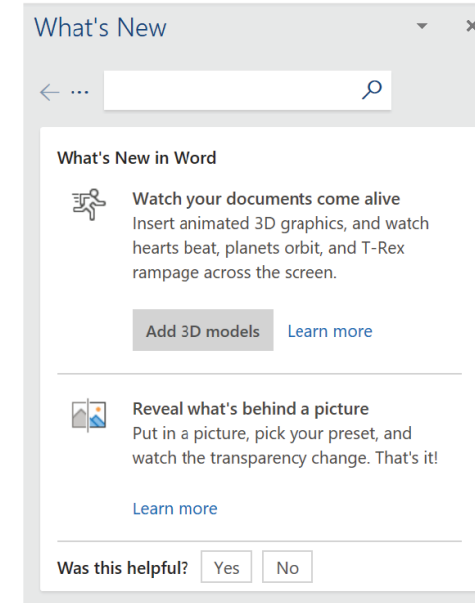 What's New
What's New in Word
Watch your documents come alive
Insert animated 3D graphics, and watch
hearts beat, planets orbit, and T-Rex
rampage across the screen.
Add 3D models Learn more
Reveal what's behind a picture
Put in a picture, pick your preset, and
watch the transparency change. That's it!
Learn more
Was this helpful? Yes No